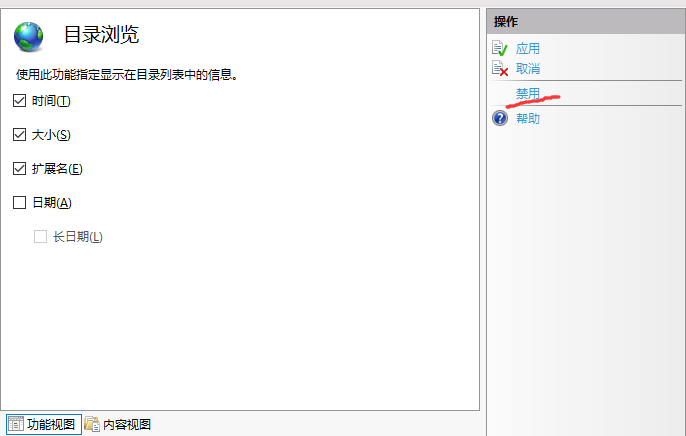 目录浏览
使用此功能指定显示在目录列表中的信息。
时间(T)
大小(S)
扩展名(E)
日期(A)
长日期(L)
功能视图
内容视图
操作
应用
取消
禁用
帮助